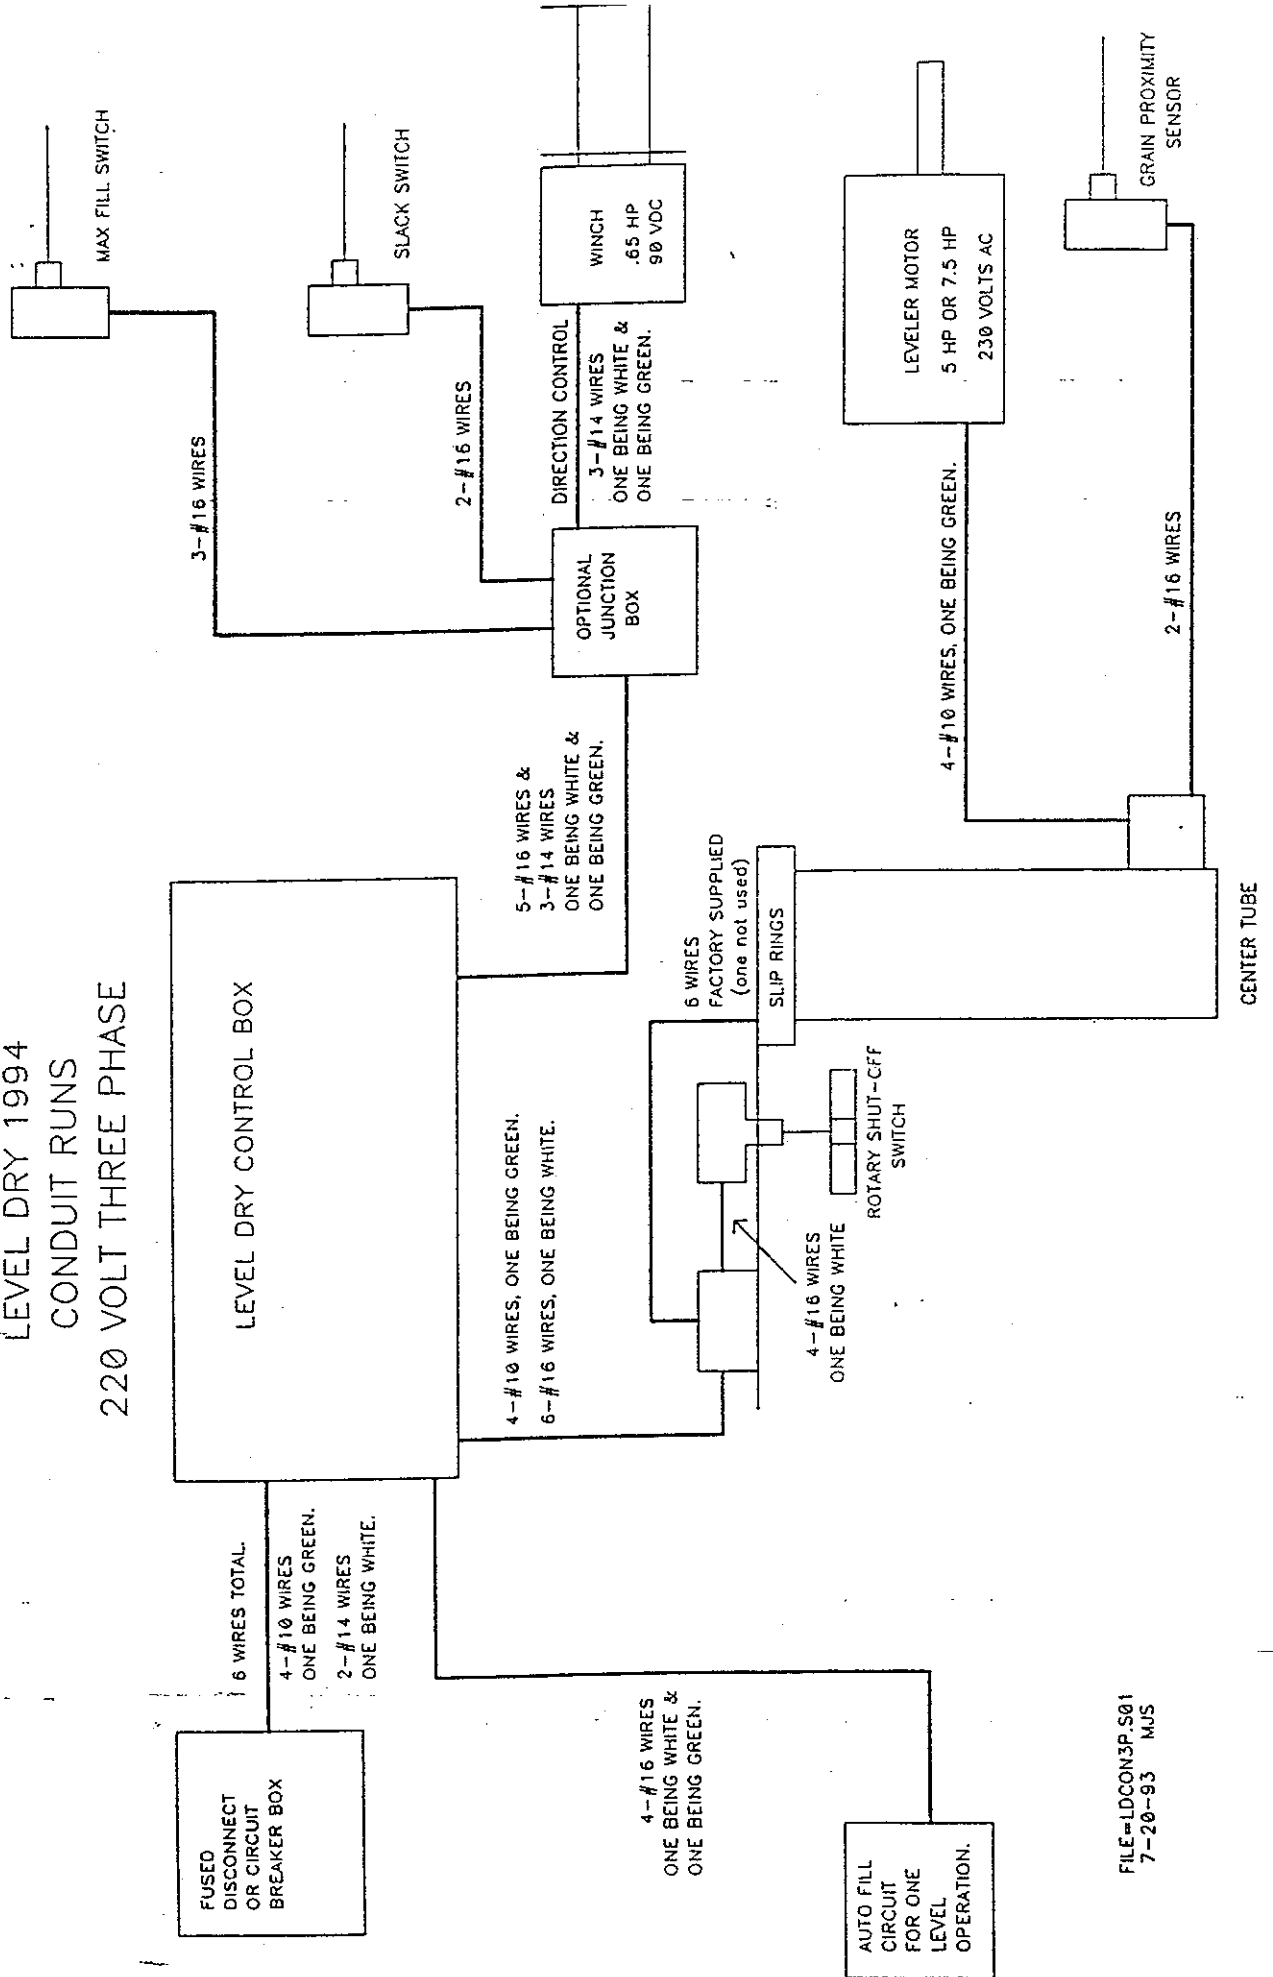 LEVEL DRY 1994
CONDUIT RUNS
220 VOLT THREE PHASE
FUSED
DISCONNECT
OR CIRCUIT
BREAKER BOX
6 WIRES TOTAL.
4-#10 WIRES
ONE BEING GREEN.
2-#14 WIRES
ONE BEING WHITE.
LEVEL DRY CONTROL BOX
3-#16 WIRES
MAX FILL SWITCH
2-#16 WIRES
SLACK SWITCH
5-#16 WIRES &
3-#14 WIRES
ONE BEING WHITE &
ONE BEING GREEN.
OPTIONAL
JUNCTION
BOX
DIRECTION CONTROL
3-#14 WIRES
ONE BEING WHITE &
ONE BEING GREEN.
WINCH
.65 HP
90 VDC
4-#10 WIRES, ONE BEING GREEN.
6-#16 WIRES, ONE BEING WHITE.
6 WIRES
FACTORY SUPPLIED
(one not used)
SLIP RINGS
4-#16 WIRES
ONE BEING WHITE
ROTARY SHUT-OFF
SWITCH
4-#10 WIRES, ONE BEING GREEN.
LEVELER MOTOR
5 HP OR 7.5 HP
230 VOLTS AC
2-#16 WIRES
GRAIN PROXIMITY
SENSOR
CENTER TUBE
4-#16 WIRES
ONE BEING WHITE &
ONE BEING GREEN.
AUTO FILL
CIRCUIT
FOR ONE
LEVEL
OPERATION.
FILE=LDCON3P.S01
7-20-93 MJS